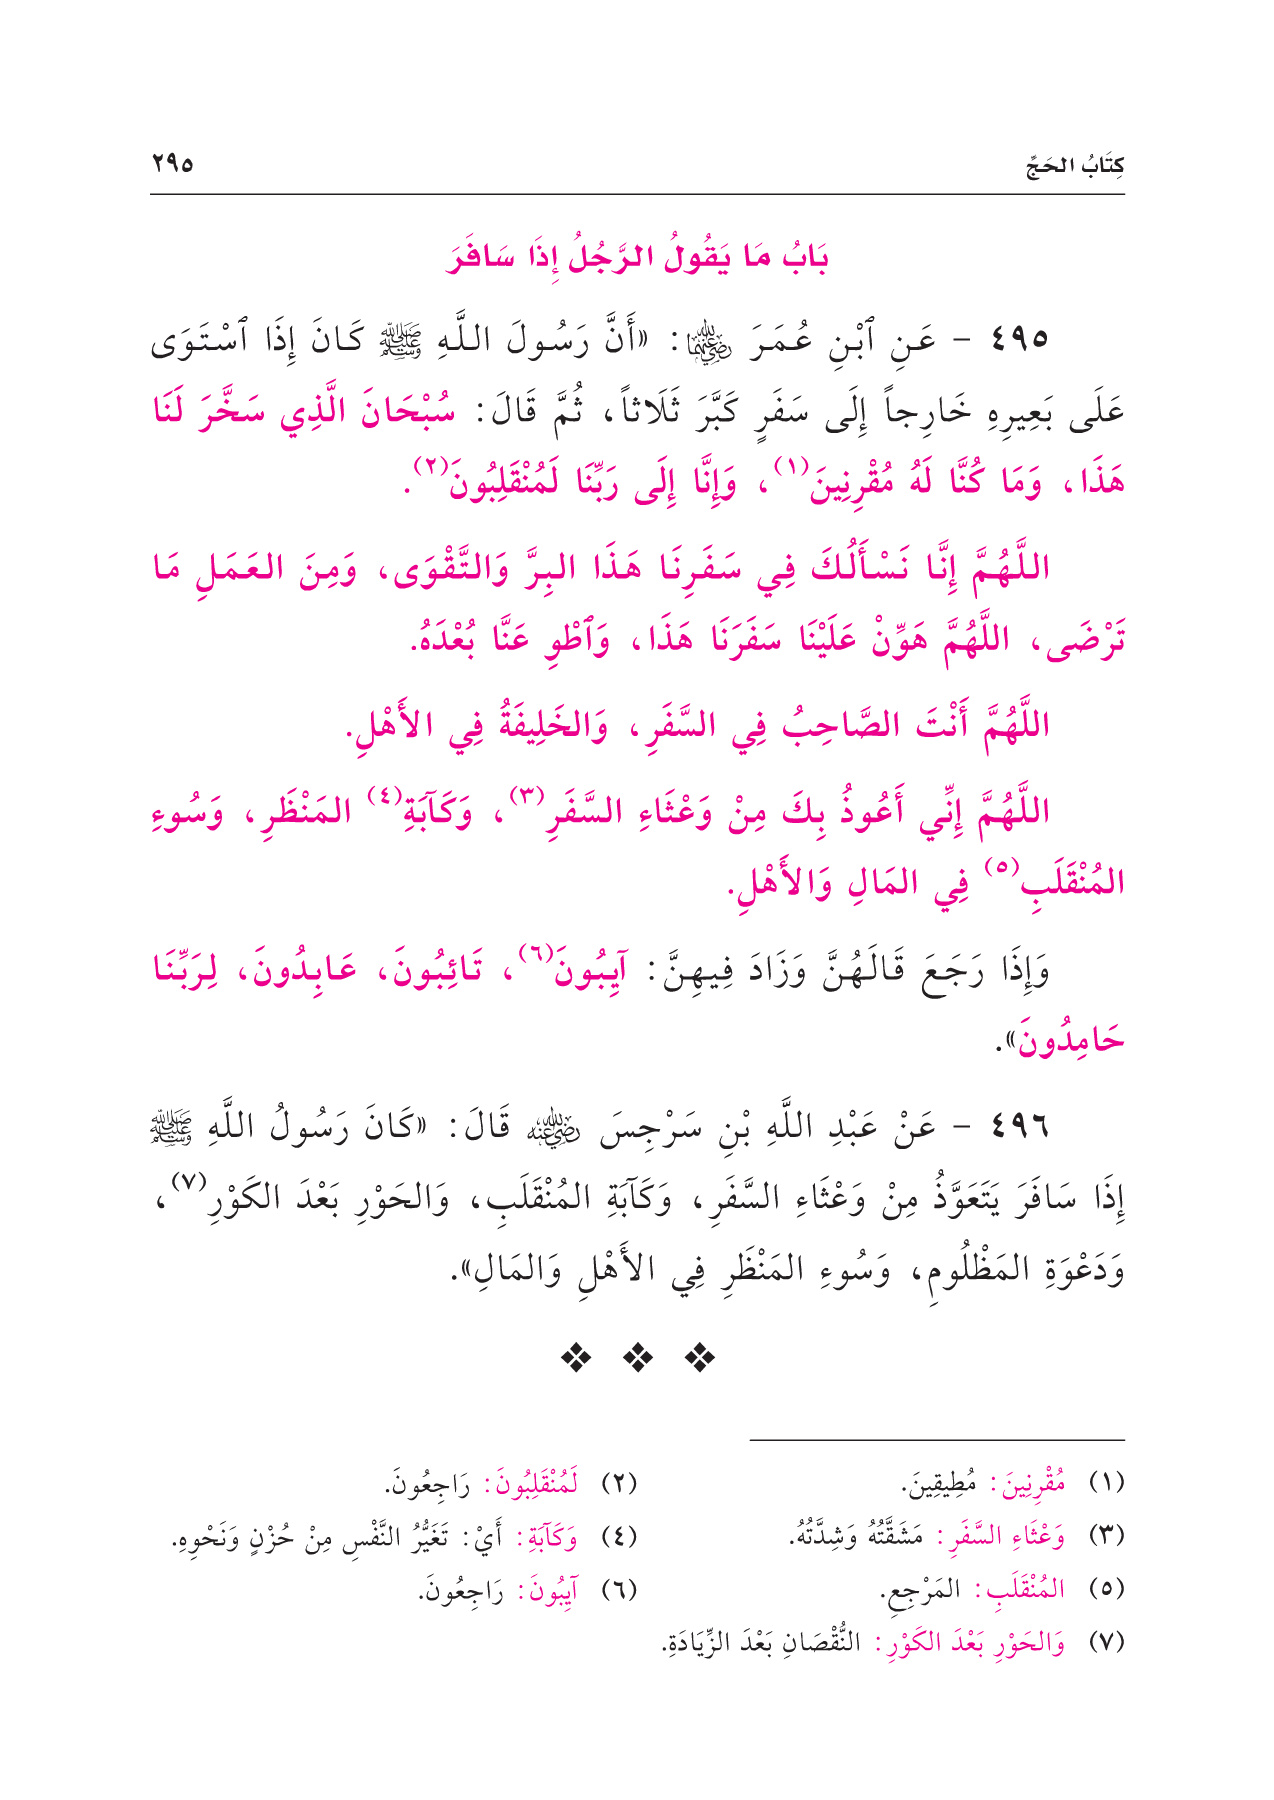 كِتَابُ الحَجِّ
٢٩٥
بَابُ مَا يَقُولُ الرَّجُلُ إِذَا سَافَرَ
٤٩٥ - عَنِ ٱبْنِ عُمَرَ رضي الله عنهما: «أَنَّ رَسُولَ اللَّهِ ﷺ كَانَ إِذَا ٱسْتَوَى
عَلَى بَعِيرِهِ خَارِجاً إِلَى سَفَرٍ كَبَّرَ ثَلَاثاً، ثُمَّ قَالَ: سُبْحَانَ الَّذِي سَخَّرَ لَنَا
هَذَا، وَمَا كُنَّا لَهُ مُقْرِنِينَ(١)، وَإِنَّا إِلَى رَبِّنَا لَمُنْقَلِبُونَ(٢).
اللَّهُمَّ إِنَّا نَسْأَلُكَ فِي سَفَرِنَا هَذَا البِرَّ وَالتَّقْوَى، وَمِنَ العَمَلِ مَا
تَرْضَى، اللَّهُمَّ هَوِّنْ عَلَيْنَا سَفَرَنَا هَذَا، وَٱطْوِ عَنَّا بُعْدَهُ.
اللَّهُمَّ أَنْتَ الصَّاحِبُ فِي السَّفَرِ، وَالخَلِيفَةُ فِي الأَهْلِ.
اللَّهُمَّ إِنِّي أَعُوذُ بِكَ مِنْ وَعْثَاءِ السَّفَرِ(٣)، وَكَآبَةِ(٤) المَنْظَرِ، وَسُوءِ
المُنْقَلَبِ(٥) فِي المَالِ وَالأَهْلِ.
وَإِذَا رَجَعَ قَالَهُنَّ وَزَادَ فِيهِنَّ: آيِبُونَ(٦)، تَائِبُونَ، عَابِدُونَ، لِرَبِّنَا
حَامِدُونَ».
٤٩٦ - عَنْ عَبْدِ اللَّهِ بْنِ سَرْجِسَ رضي الله عنه قَالَ: «كَانَ رَسُولُ اللَّهِ ﷺ
إِذَا سَافَرَ يَتَعَوَّذُ مِنْ وَعْثَاءِ السَّفَرِ، وَكَآبَةِ المُنْقَلَبِ، وَالحَوْرِ بَعْدَ الكَوْرِ(٧)،
وَدَعْوَةِ المَظْلُومِ، وَسُوءِ المَنْظَرِ فِي الأَهْلِ وَالمَالِ».
(١) مُقْرِنِينَ: مُطِيقِينَ.
(٢) لَمُنْقَلِبُونَ: رَاجِعُونَ.
(٣) وَعْثَاءِ السَّفَرِ: مَشَقَّتُهُ وَشِدَّتُهُ.
(٤) وَكَآبَةِ: أَيْ: تَغَيُّرُ النَّفْسِ مِنْ حُزْنٍ وَنَحْوِهِ.
(٥) المُنْقَلَبِ: المَرْجِعِ.
(٦) آيِبُونَ: رَاجِعُونَ.
(٧) وَالحَوْرِ بَعْدَ الكَوْرِ: النُّقْصَانِ بَعْدَ الزِّيَادَةِ.